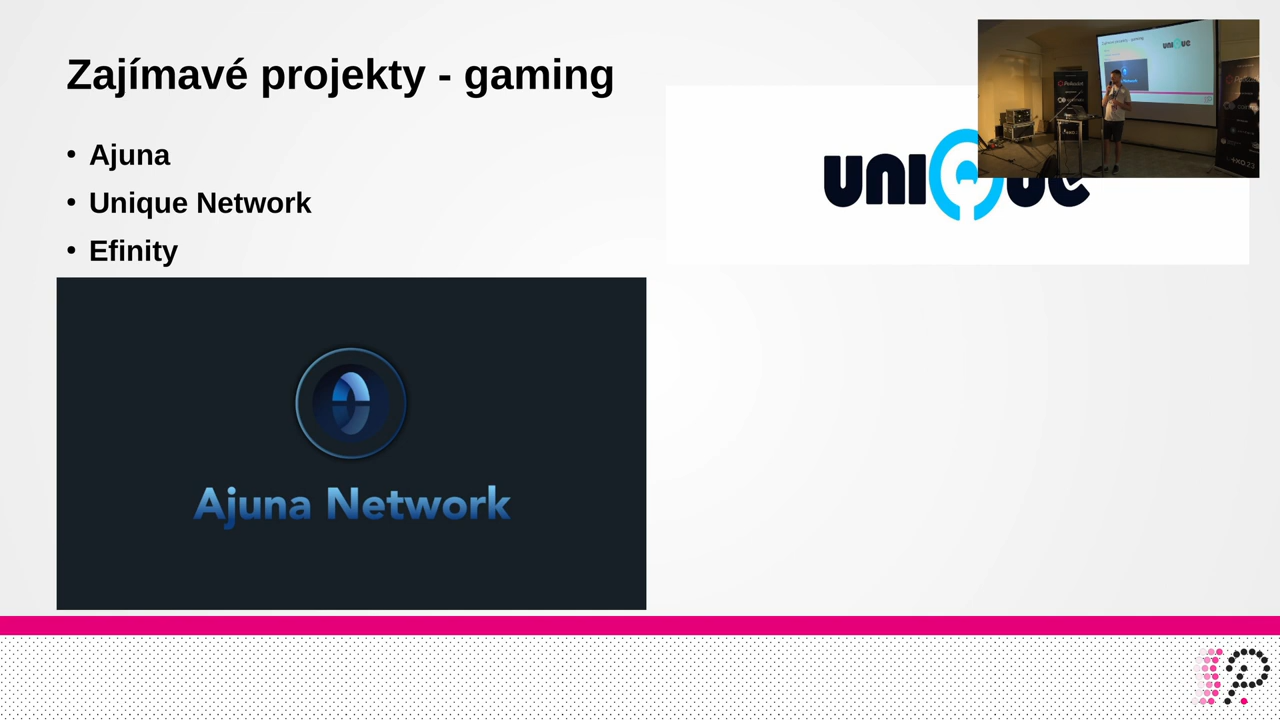 Zajímavé projekty - gaming
• Ajuna
• Unique Network
• Efinity
UNIQUE
Ajuna Network